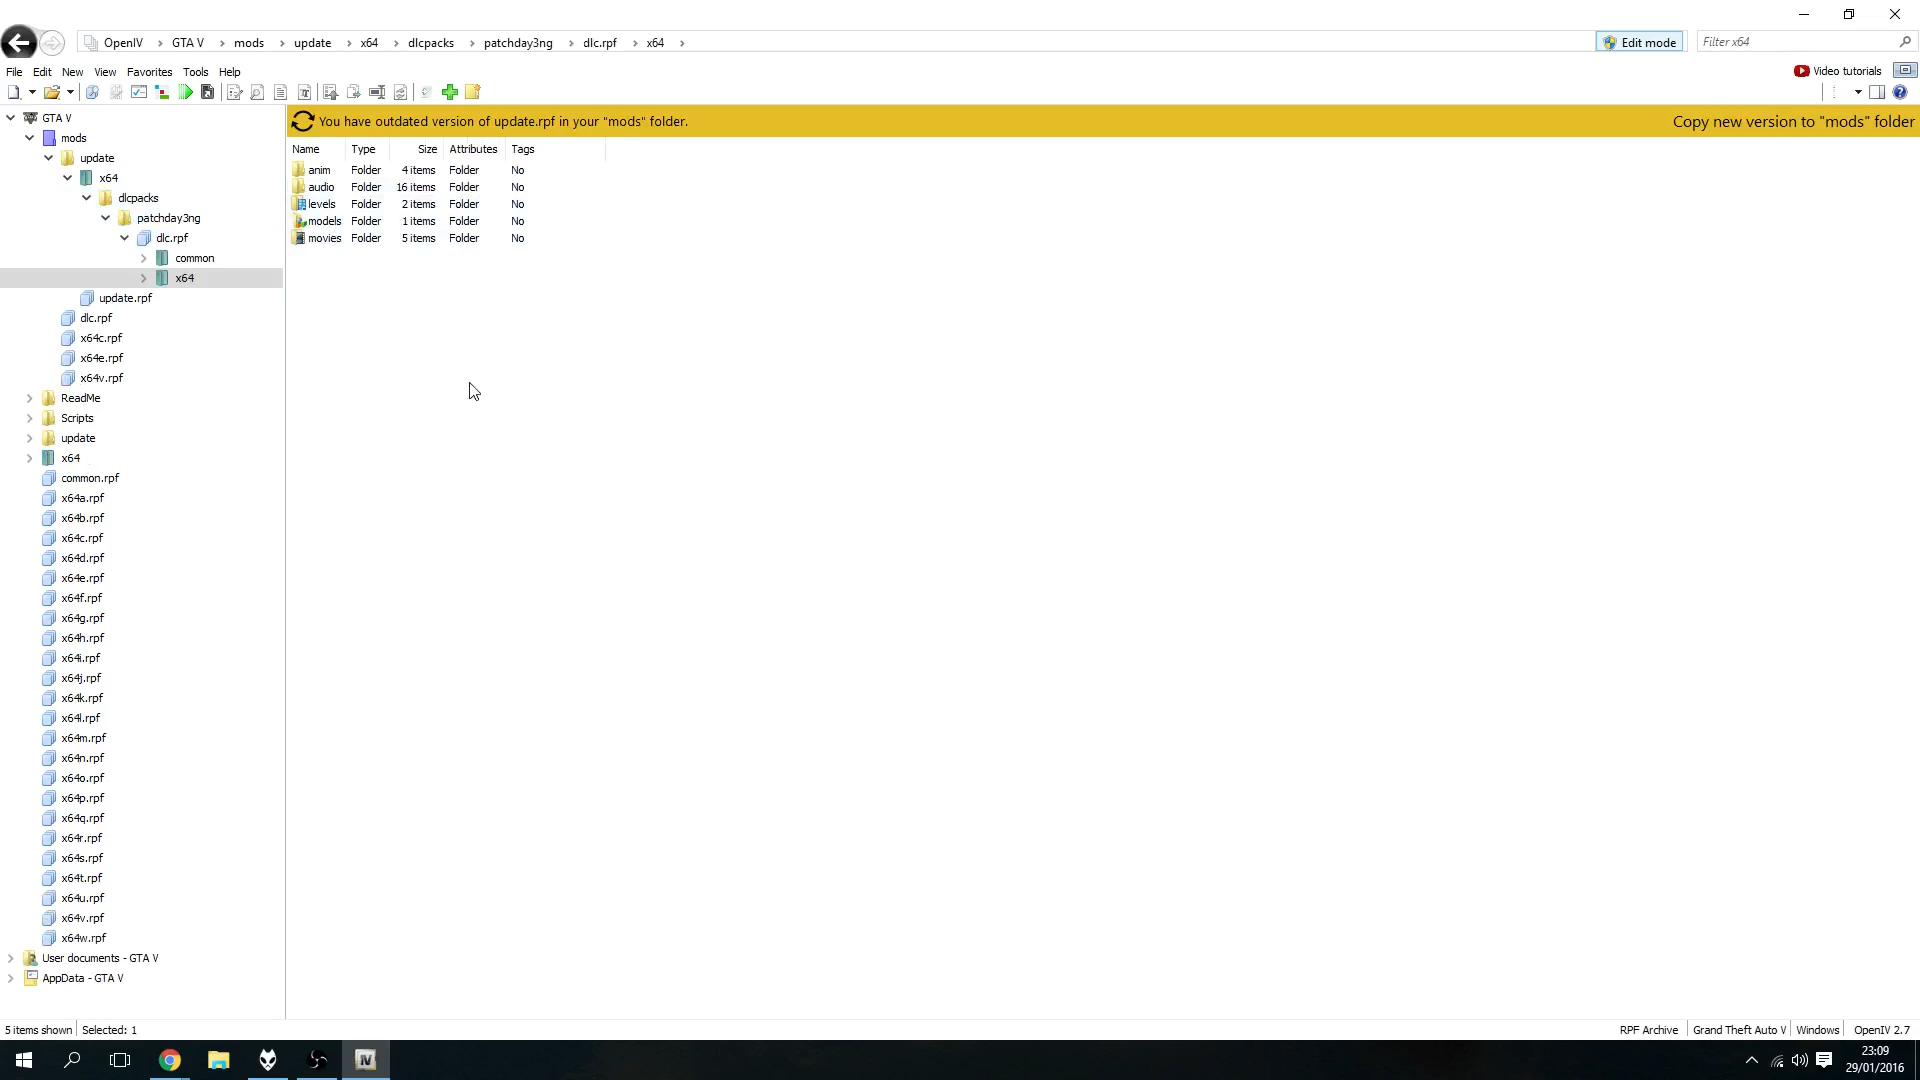 OpenIV › GTA V › mods › update › x64 › dlcpacks › patchday3ng › dlc.rpf › x64 ›
Edit mode
Filter x64
File Edit New View Favorites Tools Help
Video tutorials
You have outdated version of update.rpf in your "mods" folder.
Copy new version to "mods" folder
Name Type Size Attributes Tags
anim Folder 4 items Folder No
audio Folder 16 items Folder No
levels Folder 2 items Folder No
models Folder 1 items Folder No
movies Folder 5 items Folder No
GTA V
mods
update
x64
dlcpacks
patchday3ng
dlc.rpf
common
x64
update.rpf
dlc.rpf
x64c.rpf
x64e.rpf
x64v.rpf
ReadMe
Scripts
update
x64
common.rpf
x64a.rpf
x64b.rpf
x64c.rpf
x64d.rpf
x64e.rpf
x64f.rpf
x64g.rpf
x64h.rpf
x64i.rpf
x64j.rpf
x64k.rpf
x64l.rpf
x64m.rpf
x64n.rpf
x64o.rpf
x64p.rpf
x64q.rpf
x64r.rpf
x64s.rpf
x64t.rpf
x64u.rpf
x64v.rpf
x64w.rpf
User documents - GTA V
AppData - GTA V
5 items shown Selected: 1
RPF Archive Grand Theft Auto V Windows OpenIV 2.7
IV
23:09
29/01/2016